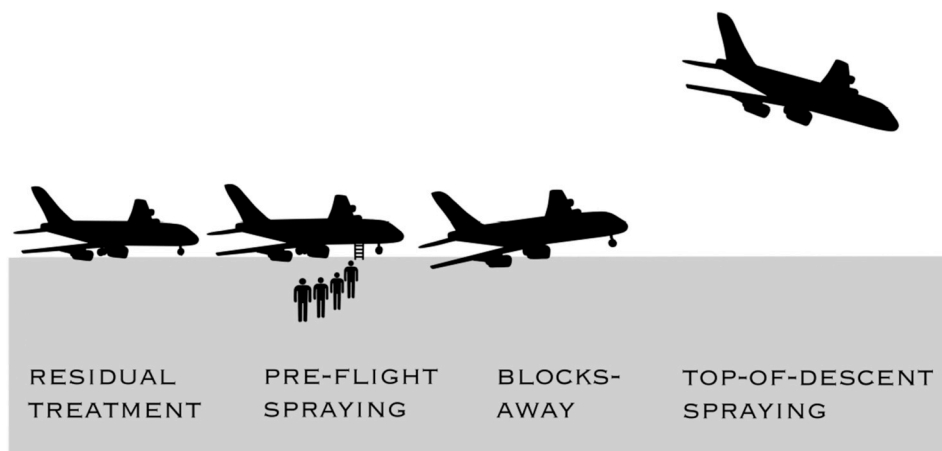 RESIDUAL
TREATMENT
PRE-FLIGHT
SPRAYING
BLOCKS-
AWAY
TOP-OF-DESCENT
SPRAYING